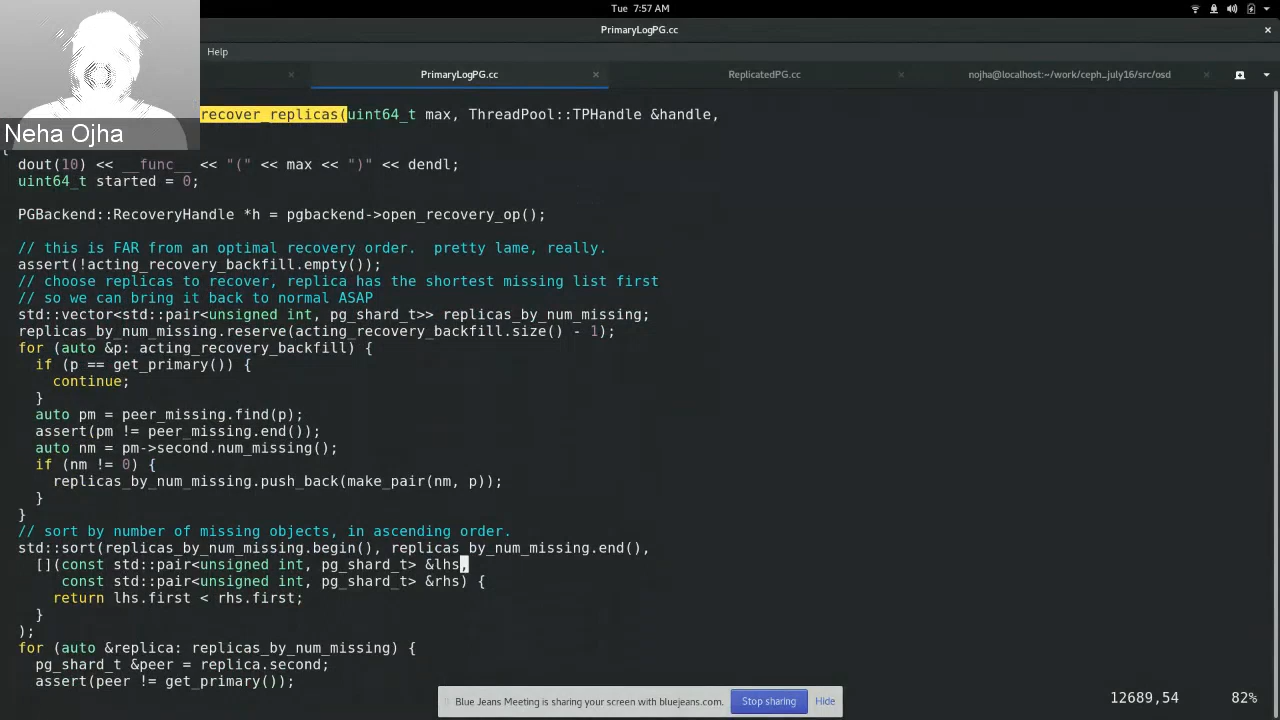 Tue 7:57 AM
PrimaryLogPG.cc
Help
PrimaryLogPG.cc
ReplicatedPG.cc
nojha@localhost:~/work/ceph_july16/src/osd
Neha Ojha
recover_replicas(uint64_t max, ThreadPool::TPHandle &handle,
{
dout(10) << __func__ << "(" << max << ")" << dendl;
uint64_t started = 0;
PGBackend::RecoveryHandle *h = pgbackend->open_recovery_op();
// this is FAR from an optimal recovery order.  pretty lame, really.
assert(!acting_recovery_backfill.empty());
// choose replicas to recover, replica has the shortest missing list first
// so we can bring it back to normal ASAP
std::vector<std::pair<unsigned int, pg_shard_t>> replicas_by_num_missing;
replicas_by_num_missing.reserve(acting_recovery_backfill.size() - 1);
for (auto &p: acting_recovery_backfill) {
if (p == get_primary()) {
continue;
}
auto pm = peer_missing.find(p);
assert(pm != peer_missing.end());
auto nm = pm->second.num_missing();
if (nm != 0) {
replicas_by_num_missing.push_back(make_pair(nm, p));
}
}
// sort by number of missing objects, in ascending order.
std::sort(replicas_by_num_missing.begin(), replicas_by_num_missing.end(),
[](const std::pair<unsigned int, pg_shard_t> &lhs,
const std::pair<unsigned int, pg_shard_t> &rhs) {
return lhs.first < rhs.first;
}
);
for (auto &replica: replicas_by_num_missing) {
pg_shard_t &peer = replica.second;
assert(peer != get_primary());
Blue Jeans Meeting is sharing your screen with bluejeans.com.
Stop sharing
Hide
12689,54
82%